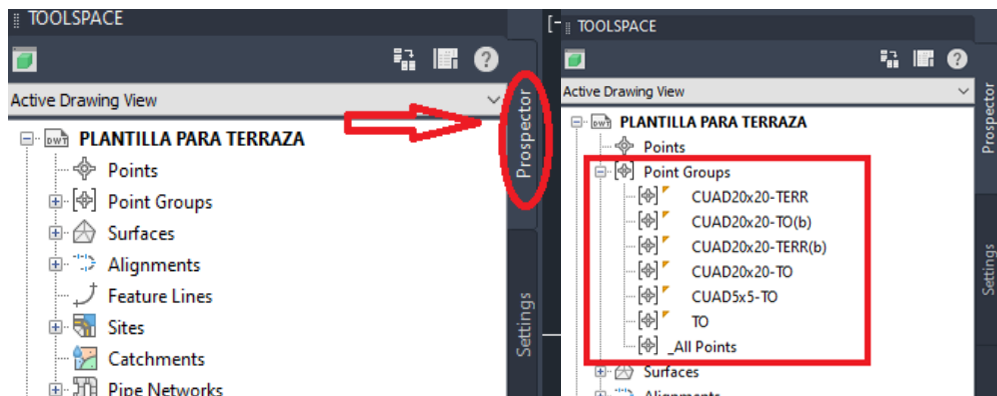 TOOLSPACE
Active Drawing View
PLANTILLA PARA TERRAZA
Points
Point Groups
Surfaces
Alignments
Feature Lines
Sites
Catchments
Pipe Networks
Prospector
Settings
TOOLSPACE
Active Drawing View
PLANTILLA PARA TERRAZA
Points
Point Groups
CUAD20x20-TERR
CUAD20x20-TO(b)
CUAD20x20-TERR(b)
CUAD20x20-TO
CUAD5x5-TO
TO
_All Points
Surfaces
Alignments
Prospector
Settings